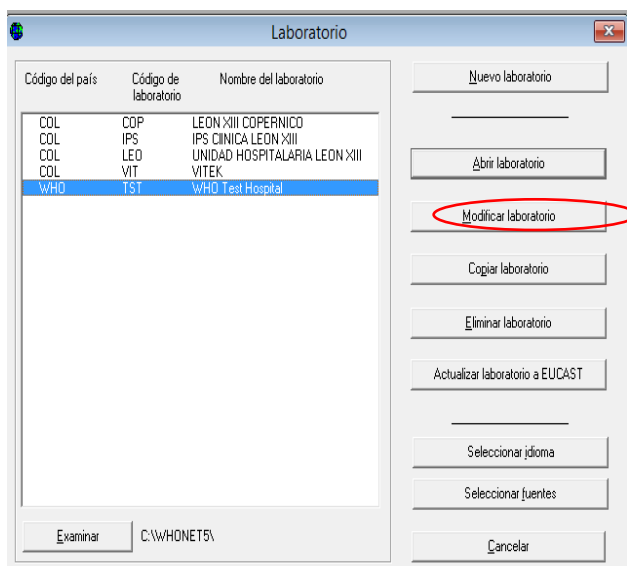 Laboratorio
Código del país Código de laboratorio Nombre del laboratorio
COL COP LEON XIII COPERNICO
COL IPS IPS CIINICA LEON XIII
COL LEO UNIDAD HOSPITALARIA LEON XIII
COL VIT VITEK
WHO TST WHO Test Hospital
Examinar C:\WHONET5\
Nuevo laboratorio
Abrir laboratorio
Modificar laboratorio
Copiar laboratorio
Eliminar laboratorio
Actualizar laboratorio a EUCAST
Seleccionar idioma
Seleccionar fuentes
Cancelar